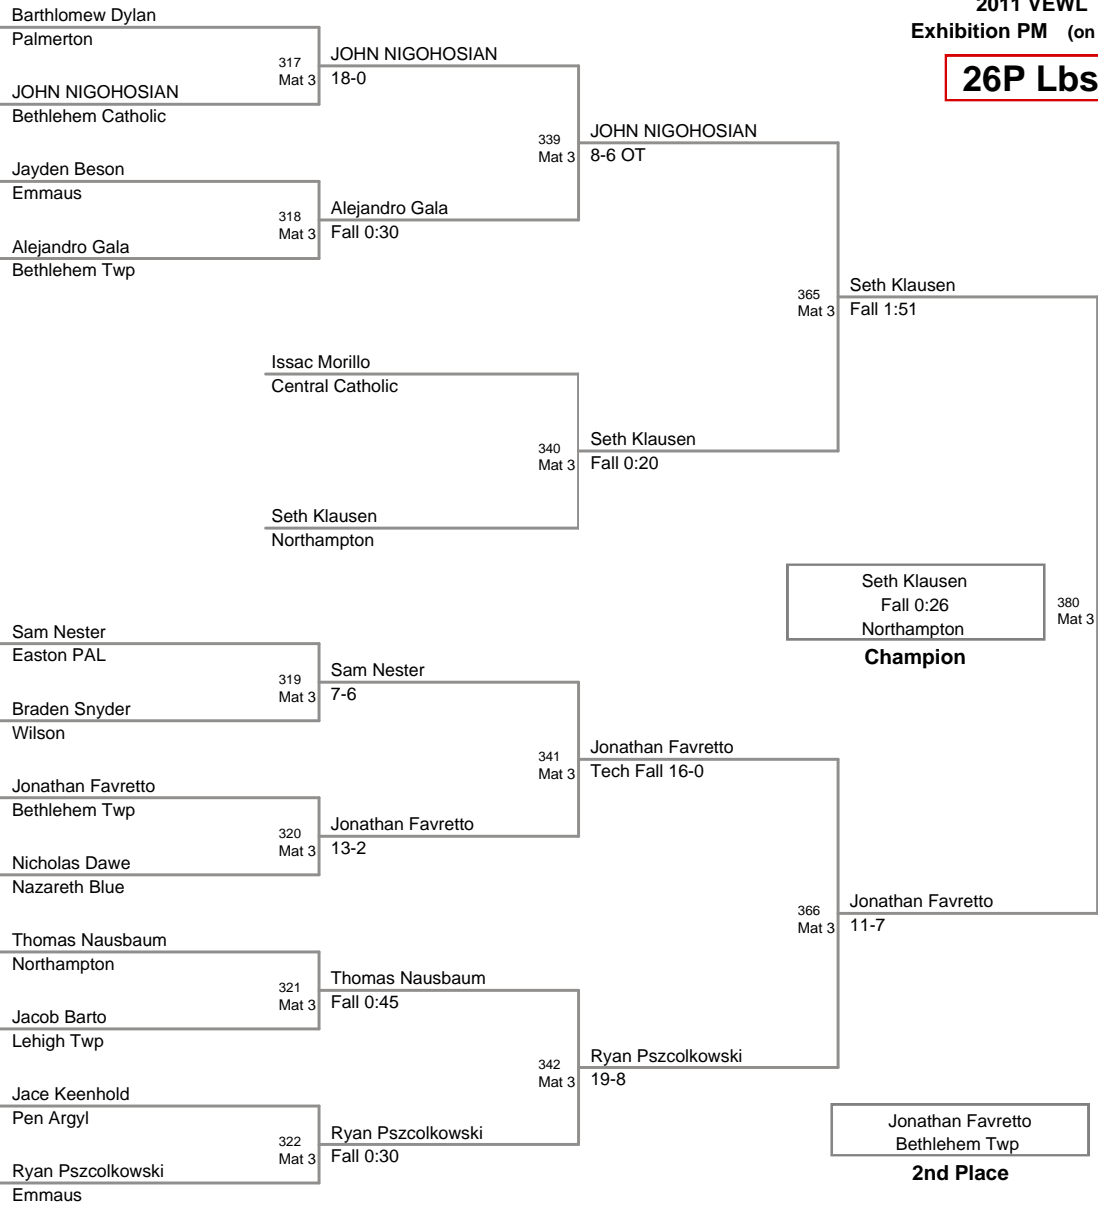 2011 VEWL
Exhibition PM (on
26P Lbs
Barthlomew Dylan
Palmerton
317
Mat 3
JOHN NIGOHOSIAN
18-0
JOHN NIGOHOSIAN
Bethlehem Catholic
339
Mat 3
JOHN NIGOHOSIAN
8-6 OT
Jayden Beson
Emmaus
318
Mat 3
Alejandro Gala
Fall 0:30
Alejandro Gala
Bethlehem Twp
365
Mat 3
Seth Klausen
Fall 1:51
Issac Morillo
Central Catholic
340
Mat 3
Seth Klausen
Fall 0:20
Seth Klausen
Northampton
Seth Klausen
Fall 0:26
Northampton
Champion
380
Mat 3
Sam Nester
Easton PAL
319
Mat 3
Sam Nester
7-6
Braden Snyder
Wilson
341
Mat 3
Jonathan Favretto
Tech Fall 16-0
Jonathan Favretto
Bethlehem Twp
320
Mat 3
Jonathan Favretto
13-2
Nicholas Dawe
Nazareth Blue
366
Mat 3
Jonathan Favretto
11-7
Thomas Nausbaum
Northampton
321
Mat 3
Thomas Nausbaum
Fall 0:45
Jacob Barto
Lehigh Twp
342
Mat 3
Ryan Pszcolkowski
19-8
Jace Keenhold
Pen Argyl
322
Mat 3
Ryan Pszcolkowski
Fall 0:30
Ryan Pszcolkowski
Emmaus
Jonathan Favretto
Bethlehem Twp
2nd Place